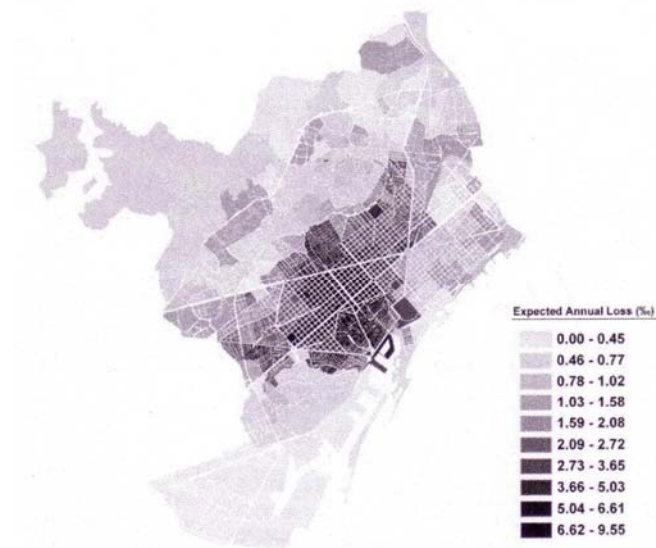 Expected Annual Loss (‰)
0.00 - 0.45
0.46 - 0.77
0.78 - 1.02
1.03 - 1.58
1.59 - 2.08
2.09 - 2.72
2.73 - 3.65
3.66 - 5.03
5.04 - 6.61
6.62 - 9.55